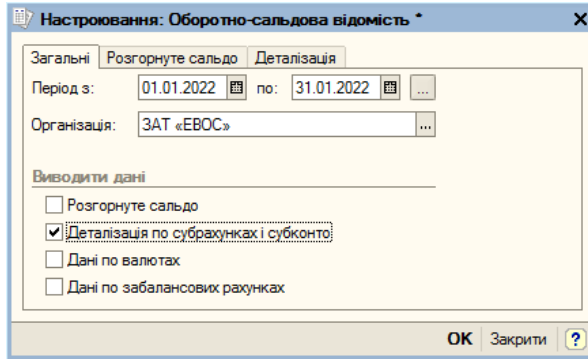 Настроювання: Оборотно-сальдова відомість *
Загальні Розгорнуте сальдо Деталізація
Період з: 01.01.2022 по: 31.01.2022 ...
Організація: ЗАТ «ЕВОС» ...
Виводити дані
Розгорнуте сальдо
Деталізація по субрахунках і субконто
Дані по валютах
Дані по забалансових рахунках
OK Закрити ?